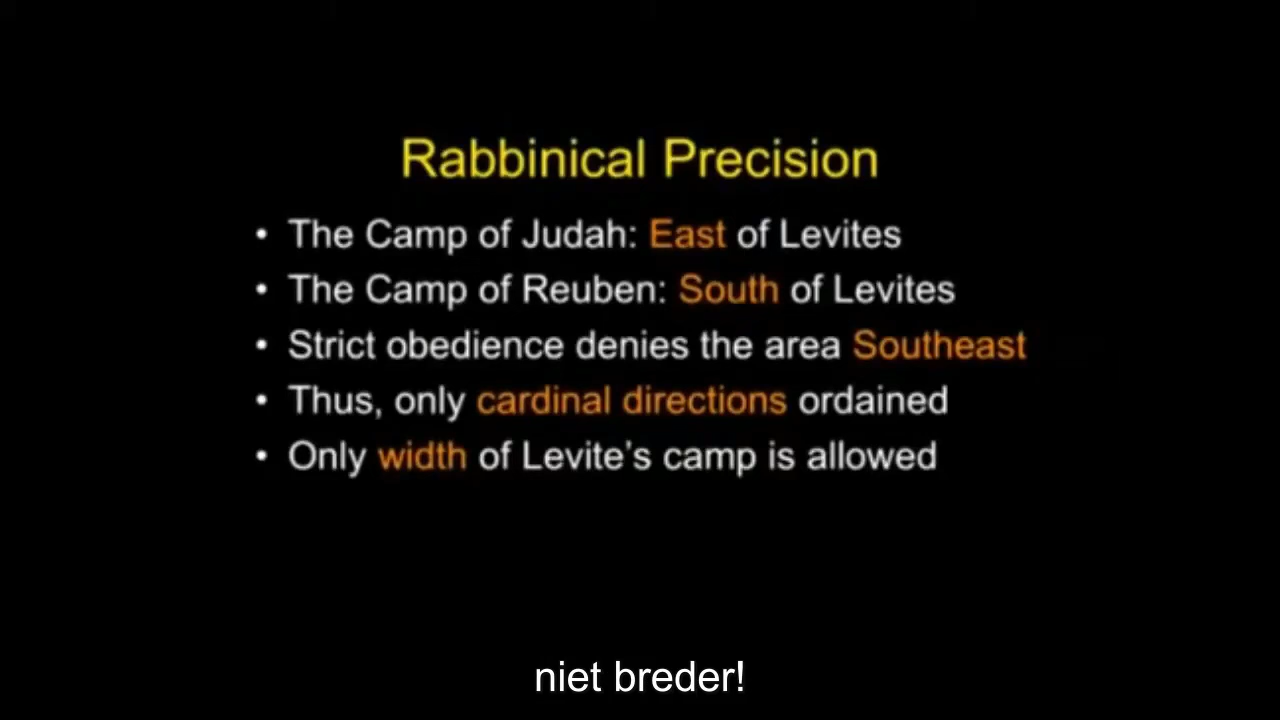 Rabbinical Precision
• The Camp of Judah: East of Levites
• The Camp of Reuben: South of Levites
• Strict obedience denies the area Southeast
• Thus, only cardinal directions ordained
• Only width of Levite's camp is allowed
niet breder!